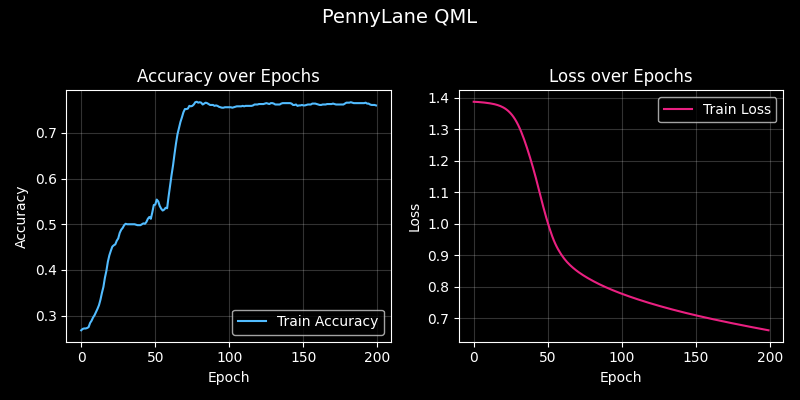 PennyLane QML
Accuracy over Epochs
Accuracy
0.7
0.6
0.5
0.4
0.3
Train Accuracy
0 50 100 150 200
Epoch
Loss over Epochs
Loss
1.4
1.3
1.2
1.1
1.0
0.9
0.8
0.7
Train Loss
0 50 100 150 200
Epoch